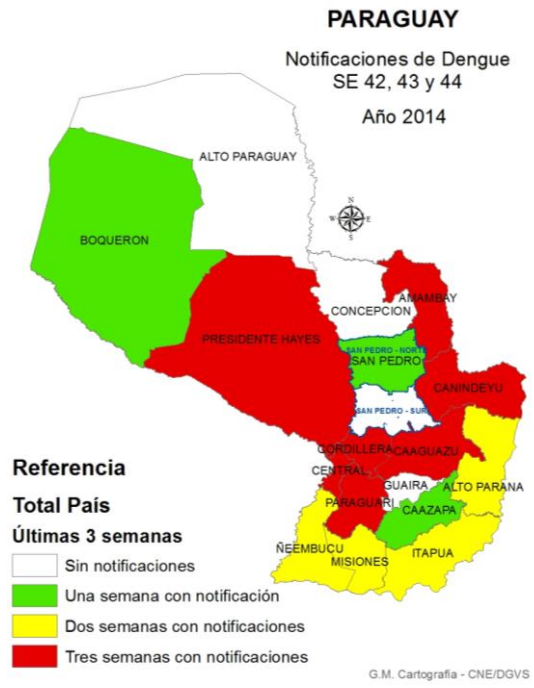 PARAGUAY
Notificaciones de Dengue
SE 42, 43 y 44
Año 2014
ALTO PARAGUAY
N
W E
S
BOQUERON
CONCEPCION
AMAMBAY
PRESIDENTE HAYES
SAN PEDRO - NORTE
SAN PEDRO
CANINDEYU
SAN PEDRO - SUR
CORDILLERA
CAAGUAZU
CENTRAL
GUAIRA
ALTO PARANA
PARAGUARI
CAAZAPA
ÑEEMBUCU
MISIONES
ITAPUA
Referencia
Total País
Últimas 3 semanas
Sin notificaciones
Una semana con notificación
Dos semanas con notificaciones
Tres semanas con notificaciones
G.M. Cartografía - CNE/DGVS